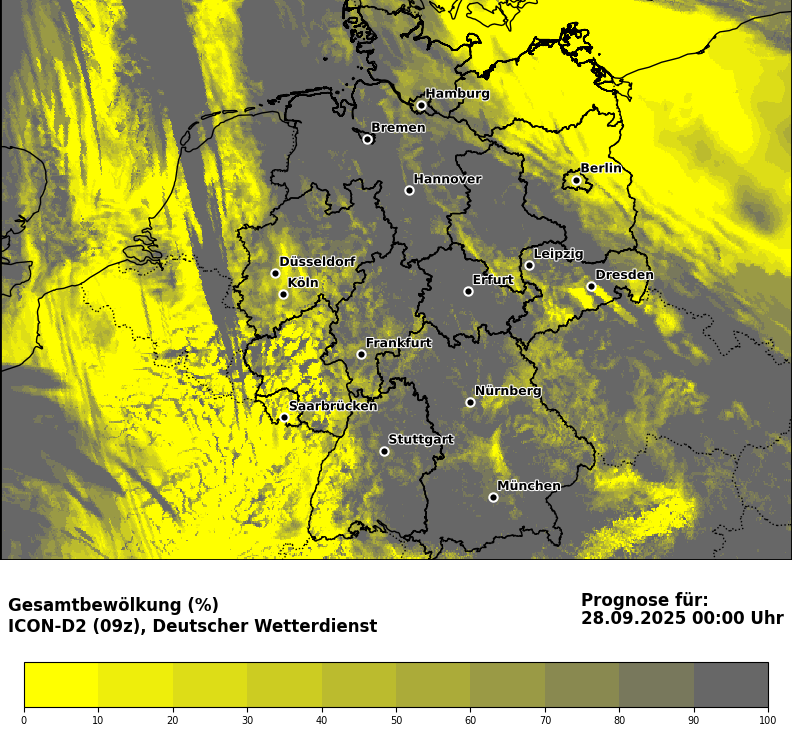 Hamburg
Bremen
Berlin
Hannover
Leipzig
Düsseldorf
Dresden
Erfurt
Köln
Frankfurt
Nürnberg
Saarbrücken
Stuttgart
München
Gesamtbewölkung (%)
ICON-D2 (09z), Deutscher Wetterdienst
Prognose für:
28.09.2025 00:00 Uhr
0 10 20 30 40 50 60 70 80 90 100